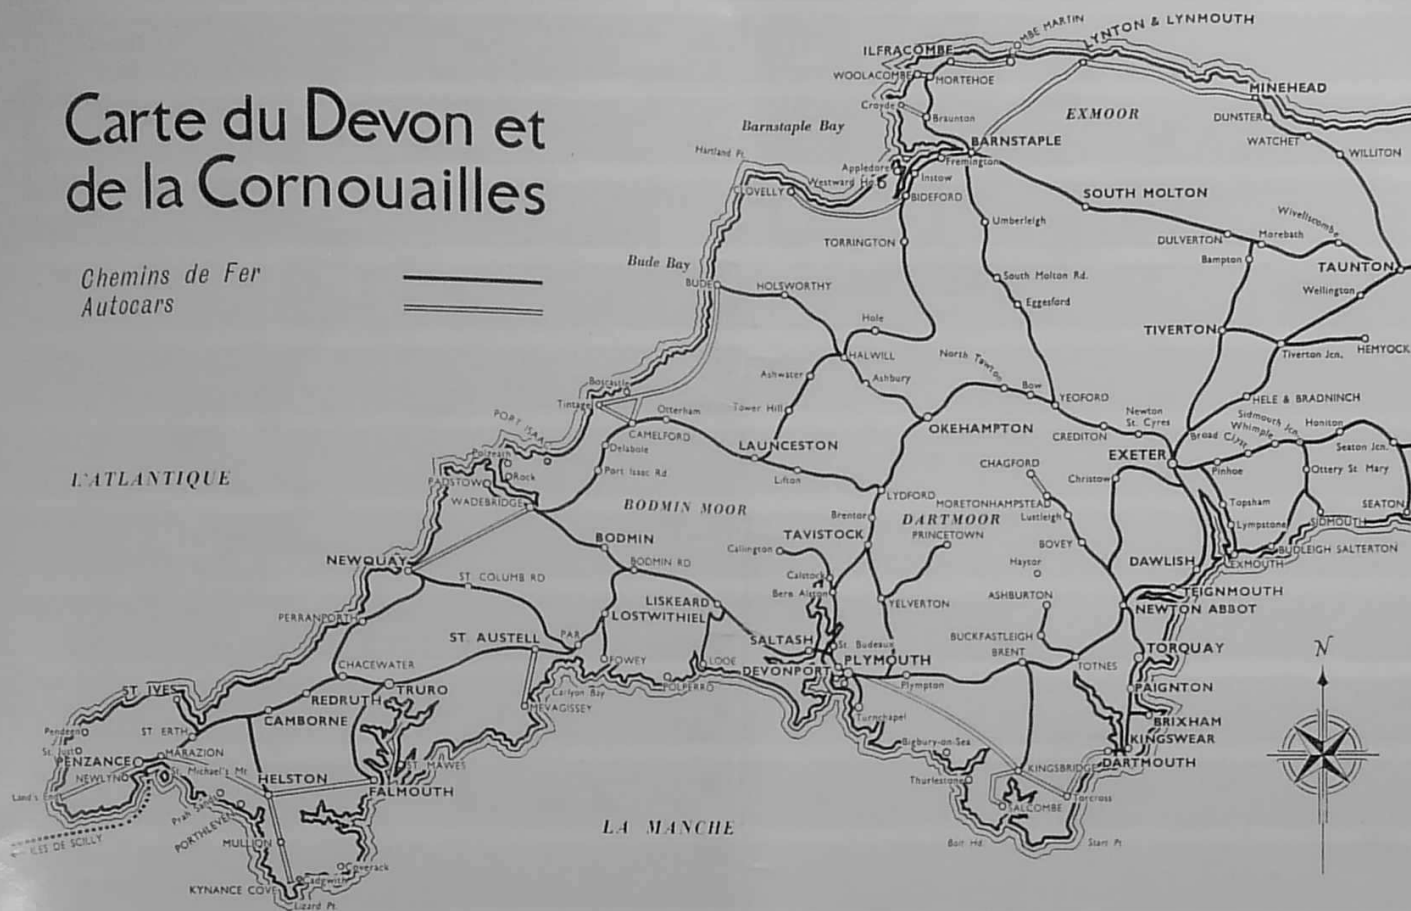 Carte du Devon et
de la Cornouailles
Chemins de Fer
Autocars
ILFRACOMBE
MBE MARTIN
LYNTON & LYNMOUTH
WOOLACOMBE
MORTEHOE
MINEHEAD
Croyde
Braunton
EXMOOR
DUNSTER
Barnstaple Bay
BARNSTAPLE
WATCHET
WILLITON
Hartland Pt.
Appledore
Fremington
Instow
CLOVELLY
Westward Ho
BIDEFORD
SOUTH MOLTON
Umberleigh
Wivellscombe
TORRINGTON
DULVERTON
Morebath
Bampton
Bude Bay
TAUNTON
South Molton Rd.
BUDE
HOLSWORTHY
Wellington
Eggesford
Hole
TIVERTON
HALWILL
North Tawton
Tiverton Jcn.
HEMYOCK
Ashwater
Ashbury
Boscastle
Bow
YEOFORD
HELE & BRADNINCH
Tintagel
Otterham
Tower Hill
Newton
St. Cyres
PORT ISAAC
CAMELFORD
OKEHAMPTON
CREDITON
Sidmouth Jcn.
Honiton
Whimple
Broad Clyst
Delabole
LAUNCESTON
EXETER
Seaton Jcn.
Polzeath
Port Isaac Rd
Lifton
CHAGFORD
Pinhoe
Ottery St Mary
L'ATLANTIQUE
PADSTOW
Rock
Christow
WADEBRIDGE
LYDFORD
MORETONHAMPSTEAD
Topsham
SEATON
BODMIN MOOR
Brentor
DARTMOOR
Lustleigh
Lympstone
SIDMOUTH
TAVISTOCK
PRINCETOWN
BODMIN
Callington
BOVEY
BUDLEIGH SALTERTON
NEWQUAY
BODMIN RD
Haytor
DAWLISH
EXMOUTH
ST. COLUMB RD
Calstock
Bere Alston
ASHBURTON
TEIGNMOUTH
LISKEARD
YELVERTON
NEWTON ABBOT
PERRANPORTH
LOSTWITHIEL
ST. AUSTELL
PAR
SALTASH
St. Budeaux
BUCKFASTLEIGH
BRENT
TORQUAY
N
CHACEWATER
FOWEY
LOOE
DEVONPORT
PLYMOUTH
TOTNES
ST IVES
REDRUTH
TRURO
Carlyon Bay
POLPERRO
Plympton
PAIGNTON
CAMBORNE
MEVAGISSEY
Turnchapel
BRIXHAM
Pendeen
ST. ERTH
Bigbury-on-Sea
KINGSWEAR
St. Just
MARAZION
PENZANCE
St. Michael's Mt
NEWLYN
HELSTON
ST. MAWES
FALMOUTH
KINGSBRIDGE
DARTMOUTH
Thurlestone
Land's End
Prah Sands
SALCOMBE
Torcross
PORTHLEVEN
ILES DE SCILLY
MULLION
LA MANCHE
Bolt Hd.
Start Pt
Coverack
Cadgwith
KYNANCE COVE
Lizard Pt.